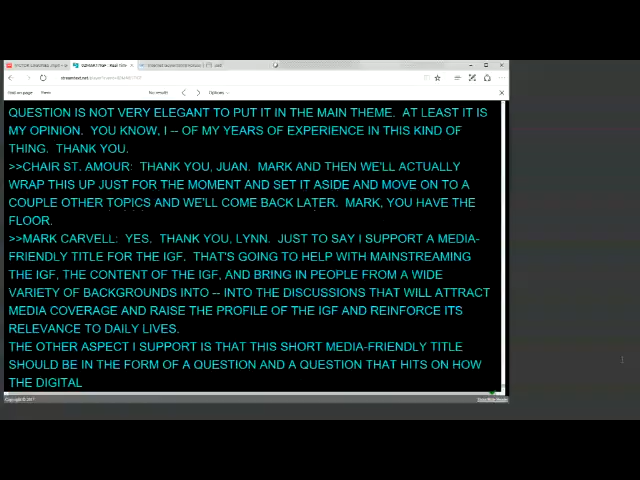 streamtext.net
Find on page
No results
Options
QUESTION IS NOT VERY ELEGANT TO PUT IT IN THE MAIN THEME.  AT LEAST IT IS
MY OPINION.  YOU KNOW, I -- OF MY YEARS OF EXPERIENCE IN THIS KIND OF
THING.  THANK YOU.
>>CHAIR ST. AMOUR:  THANK YOU, JUAN.  MARK AND THEN WE'LL ACTUALLY
WRAP THIS UP JUST FOR THE MOMENT AND SET IT ASIDE AND MOVE ON TO A
COUPLE OTHER TOPICS AND WE'LL COME BACK LATER.  MARK, YOU HAVE THE
FLOOR.
>>MARK CARVELL:  YES.  THANK YOU, LYNN.  JUST TO SAY I SUPPORT A MEDIA-
FRIENDLY TITLE FOR THE IGF.  THAT'S GOING TO HELP WITH MAINSTREAMING
THE IGF, THE CONTENT OF THE IGF, AND BRING IN PEOPLE FROM A WIDE
VARIETY OF BACKGROUNDS INTO -- INTO THE DISCUSSIONS THAT WILL ATTRACT
MEDIA COVERAGE AND RAISE THE PROFILE OF THE IGF AND REINFORCE ITS
RELEVANCE TO DAILY LIVES.
THE OTHER ASPECT I SUPPORT IS THAT THIS SHORT MEDIA-FRIENDLY TITLE
SHOULD BE IN THE FORM OF A QUESTION AND A QUESTION THAT HITS ON HOW
THE DIGITAL